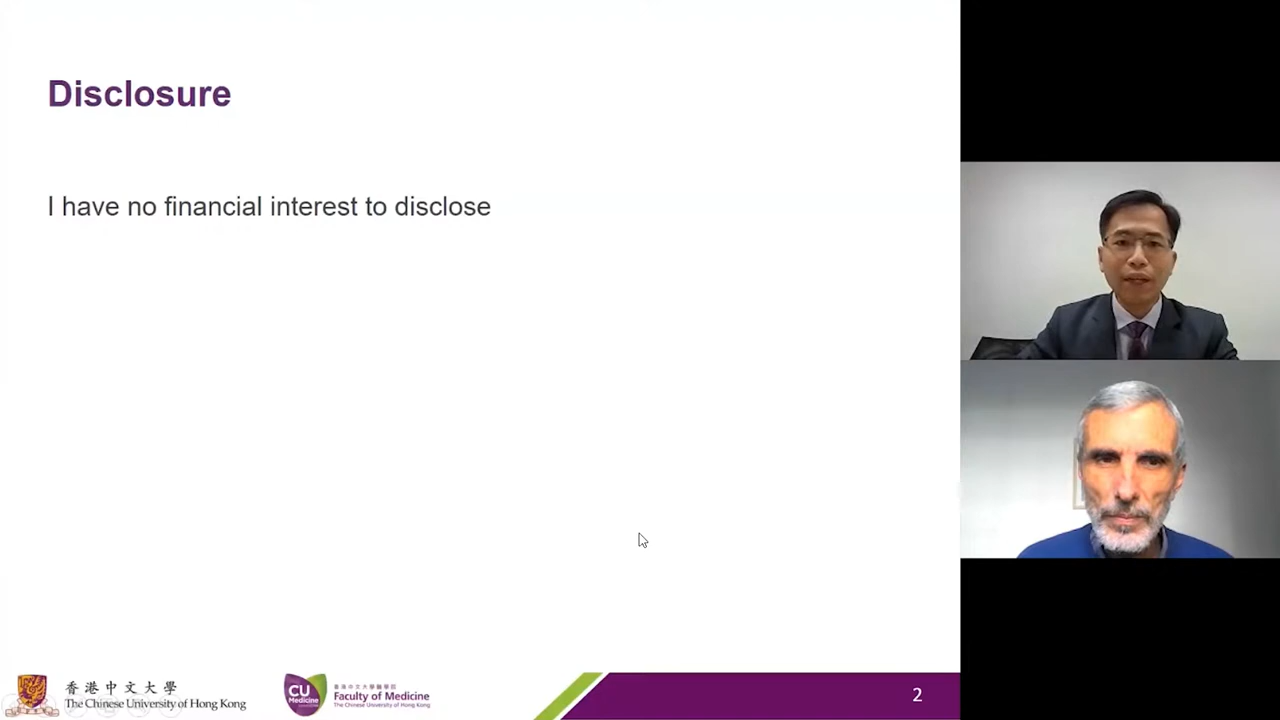 Disclosure
I have no financial interest to disclose
香港中文大學
The Chinese University of Hong Kong
CU
Medicine
香港中文大學醫學院
Faculty of Medicine
The Chinese University of Hong Kong
2